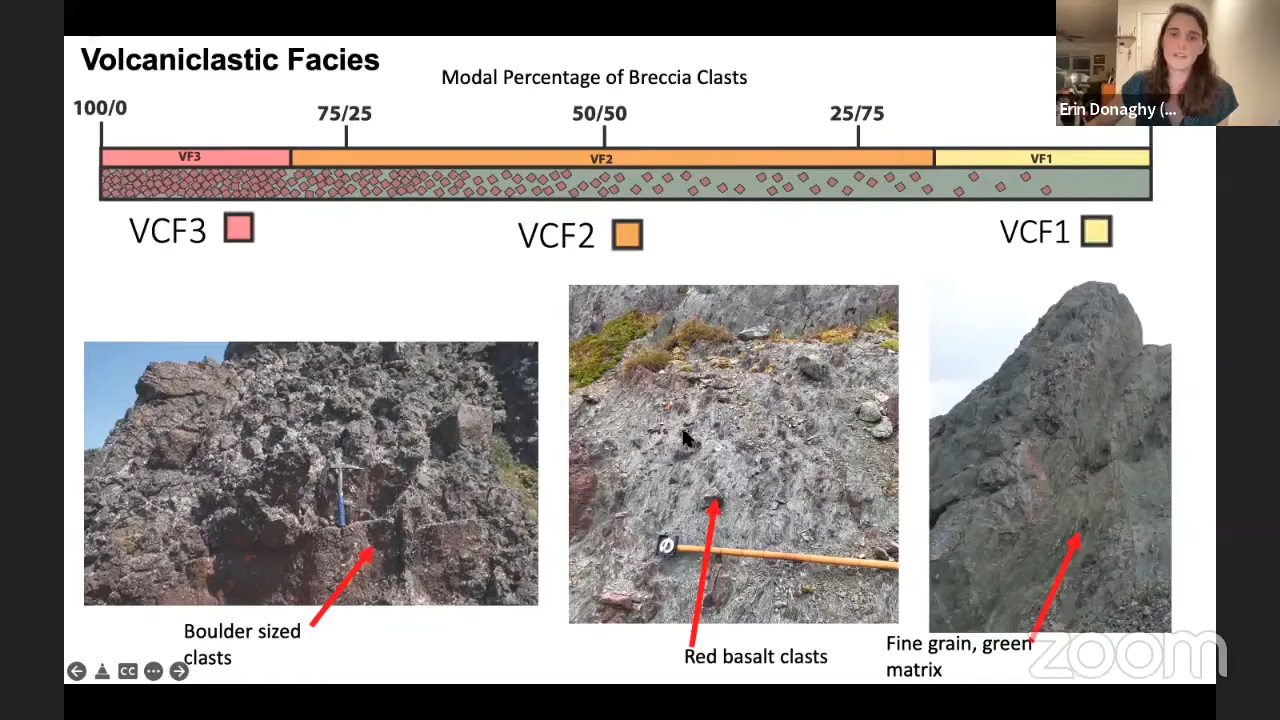 Volcaniclastic Facies
Modal Percentage of Breccia Clasts
100/0
75/25
50/50
25/75
VF3
VF2
VF1
VCF3
VCF2
VCF1
Boulder sized
clasts
Red basalt clasts
Fine grain, green
matrix
Erin Donaghy (...
CC
zoom